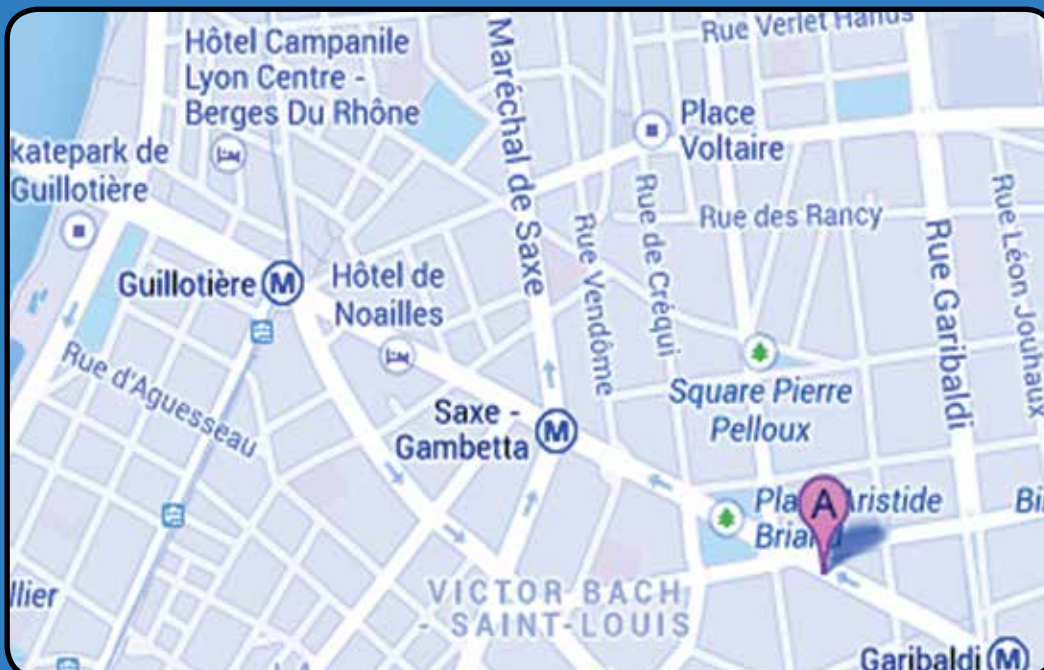 Hôtel Campanile
Lyon Centre -
Berges Du Rhône
Maréchal de Saxe
Rue Verlet Hanus
Place
Voltaire
katepark de
Guillotière
Rue Vendôme
Rue de Créqui
Rue des Rancy
Rue Garibaldi
Rue Léon Jouhaux
Guillotière M
Hôtel de
Noailles
Rue d'Aguesseau
Saxe -
Gambetta M
Square Pierre
Pelloux
A
Aristide
Bi
VICTOR BACH
- SAINT-LOUIS
llier
Garibaldi M